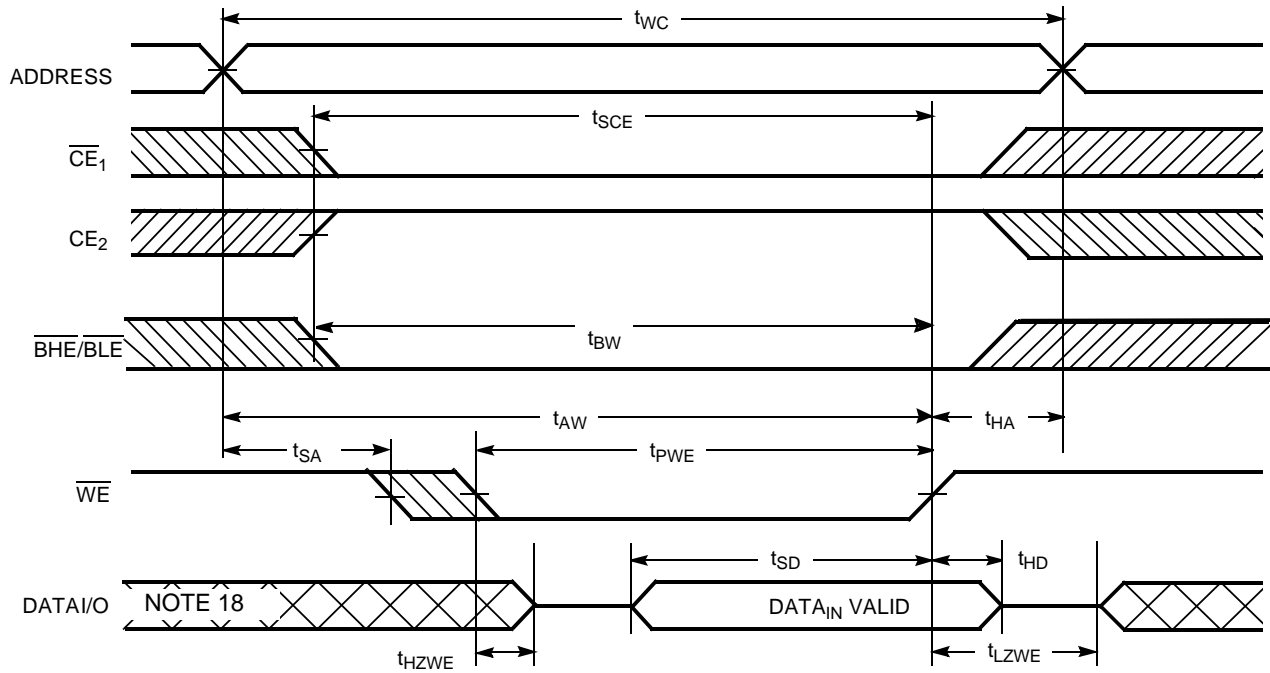 tWC
ADDRESS
tSCE
CE1
CE2
tBW
BHE/BLE
tAW
tHA
tSA
tPWE
WE
tSD
tHD
DATAI/O
NOTE 18
DATAIN VALID
tHZWE
tLZWE